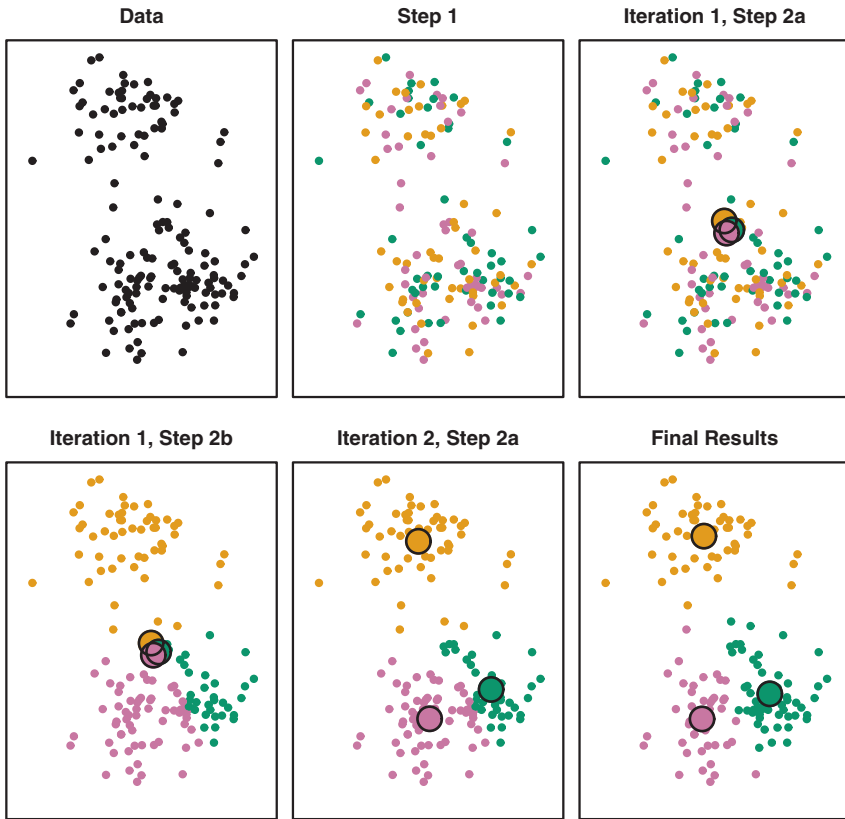 Data
Step 1
Iteration 1, Step 2a
Iteration 1, Step 2b
Iteration 2, Step 2a
Final Results